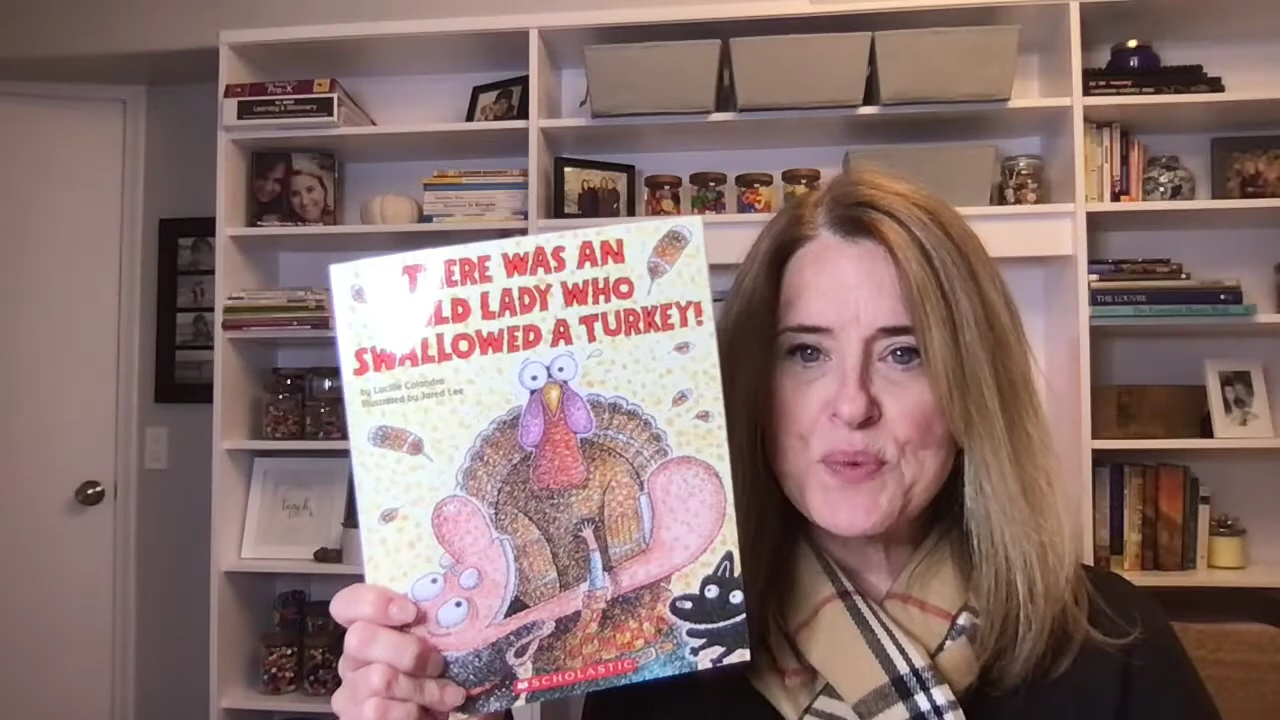 Pre-K
Learning & Discovery
THERE WAS AN
OLD LADY WHO
SWALLOWED A TURKEY!
by Lucille Colandro
Illustrated by Jared Lee
SCHOLASTIC
THE LOUVRE